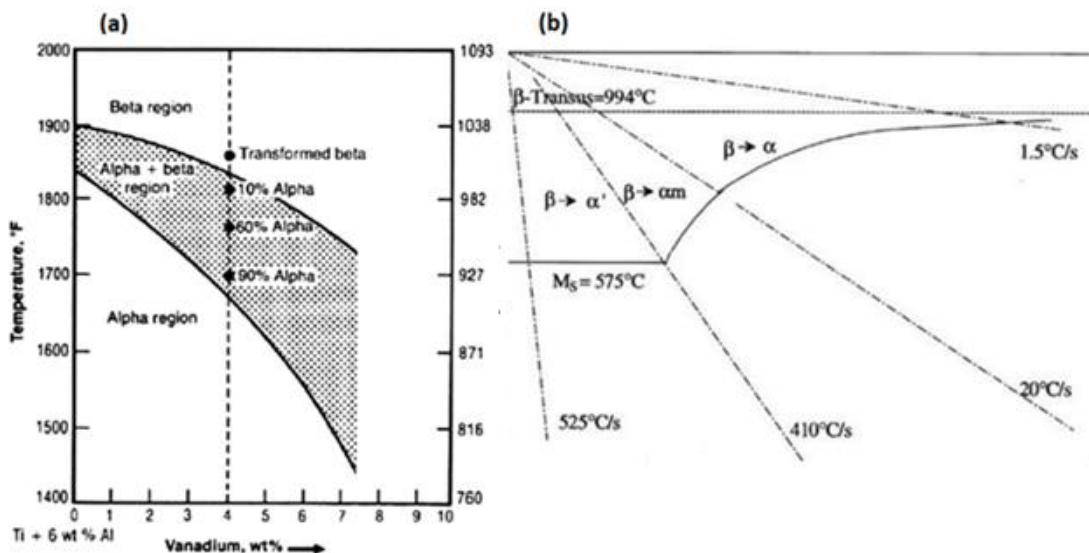 (a)
2000
1900
1800
1700
1600
1500
1400
Temperature, °F
1093
1038
982
927
871
816
760
Beta region
Transformed beta
Alpha + beta
region
10% Alpha
60% Alpha
90% Alpha
Alpha region
0 1 2 3 4 5 6 7 8 9 10
Ti + 6 wt % Al
Vanadium, wt%
(b)
β-Transus=994°C
β→ α
1.5°C/s
β→ α'
β→ αm
MS = 575°C
20°C/s
525°C/s
410°C/s